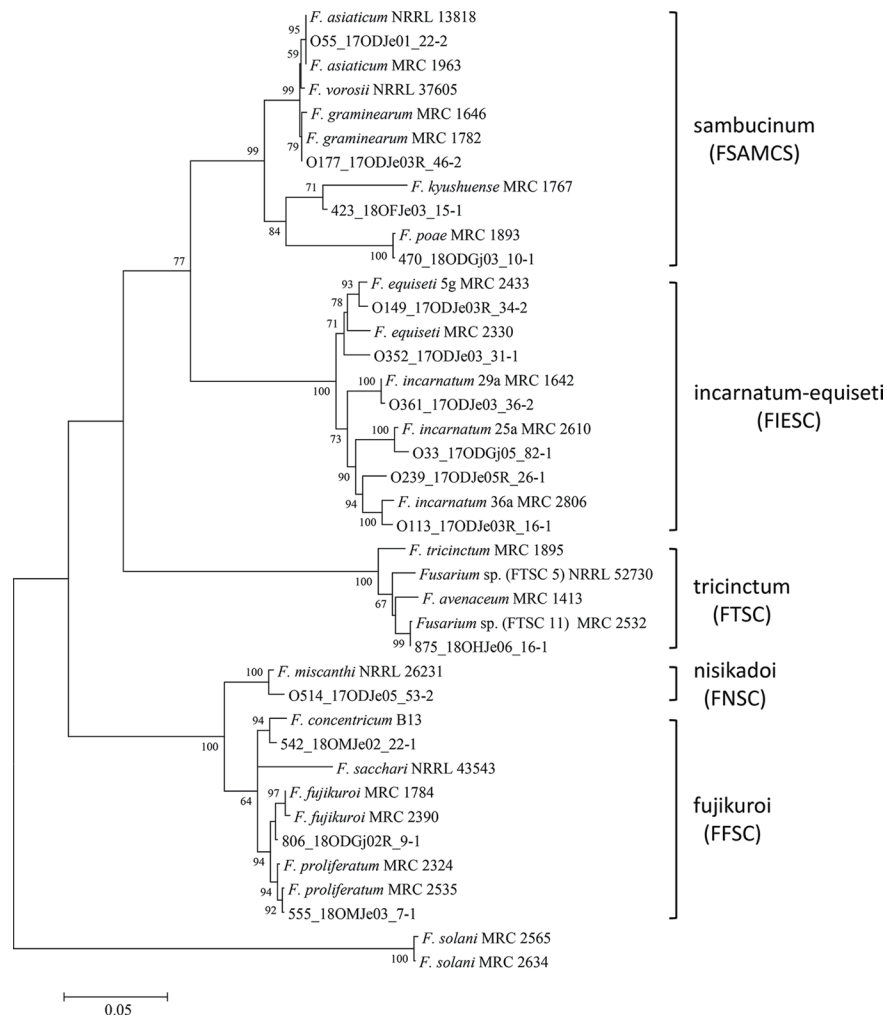 F. asiaticum NRRL 13818
95
O55_17ODJe01_22-2
59
F. asiaticum MRC 1963
99
F. vorosii NRRL 37605
F. graminearum MRC 1646
F. graminearum MRC 1782
79
O177_17ODJe03R_46-2
99
71
F. kyushuense MRC 1767
423_18OFJe03_15-1
84
F. poae MRC 1893
100
470_18ODGj03_10-1
sambucinum
(FSAMCS)
77
93
F. equiseti 5g MRC 2433
78
O149_17ODJe03R_34-2
71
F. equiseti MRC 2330
O352_17ODJe03_31-1
100
100
F. incarnatum 29a MRC 1642
O361_17ODJe03_36-2
73
100
F. incarnatum 25a MRC 2610
O33_17ODGj05_82-1
90
O239_17ODJe05R_26-1
94
F. incarnatum 36a MRC 2806
100
O113_17ODJe03R_16-1
incarnatum-equiseti
(FIESC)
F. tricinctum MRC 1895
100
Fusarium sp. (FTSC 5) NRRL 52730
67
F. avenaceum MRC 1413
Fusarium sp. (FTSC 11) MRC 2532
99
875_18OHJe06_16-1
tricinctum
(FTSC)
100
F. miscanthi NRRL 26231
O514_17ODJe05_53-2
nisikadoi
(FNSC)
100
94
F. concentricum B13
542_18OMJe02_22-1
F. sacchari NRRL 43543
64
97
F. fujikuroi MRC 1784
F. fujikuroi MRC 2390
806_18ODGj02R_9-1
94
F. proliferatum MRC 2324
94
F. proliferatum MRC 2535
92
555_18OMJe03_7-1
fujikuroi
(FFSC)
F. solani MRC 2565
100
F. solani MRC 2634
0.05